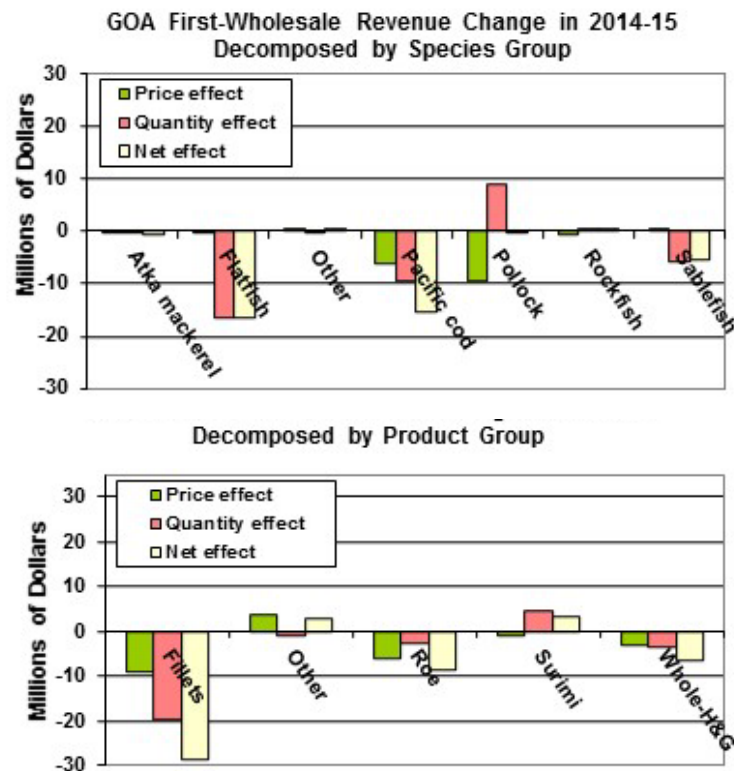 GOA First-Wholesale Revenue Change in 2014-15
Decomposed by Species Group
Millions of Dollars
30
20
10
0
-10
-20
-30
Price effect
Quantity effect
Net effect
Atka mackerel
Flatfish
Other
Pacific cod
Pollock
Rockfish
Sablefish
Decomposed by Product Group
Millions of Dollars
30
20
10
0
-10
-20
-30
Price effect
Quantity effect
Net effect
Fillets
Other
Roe
Surimi
Whole-H&G